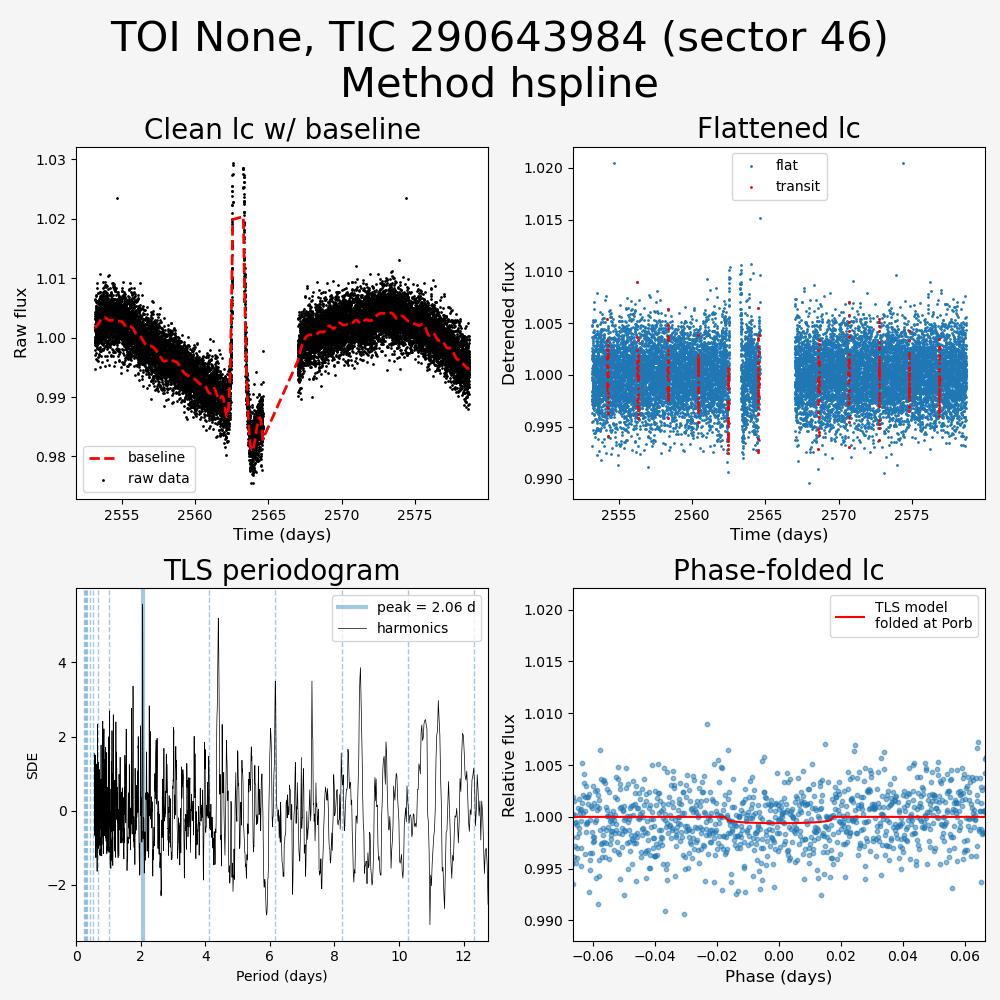 TOI None, TIC 290643984 (sector 46)
Method hspline
Clean lc w/ baseline
Flattened lc
1.03
1.02
1.01
1.00
0.99
0.98
Raw flux
baseline
raw data
2555
2560
2565
2570
2575
Time (days)
1.020
1.015
1.010
1.005
1.000
0.995
0.990
Detrended flux
flat
transit
2555
2560
2565
2570
2575
Time (days)
TLS periodogram
Phase-folded lc
4
2
0
−2
SDE
peak = 2.06 d
harmonics
0
2
4
6
8
10
12
Period (days)
1.020
1.015
1.010
1.005
1.000
0.995
0.990
Relative flux
TLS model
folded at Porb
−0.06
−0.04
−0.02
0.00
0.02
0.04
0.06
Phase (days)